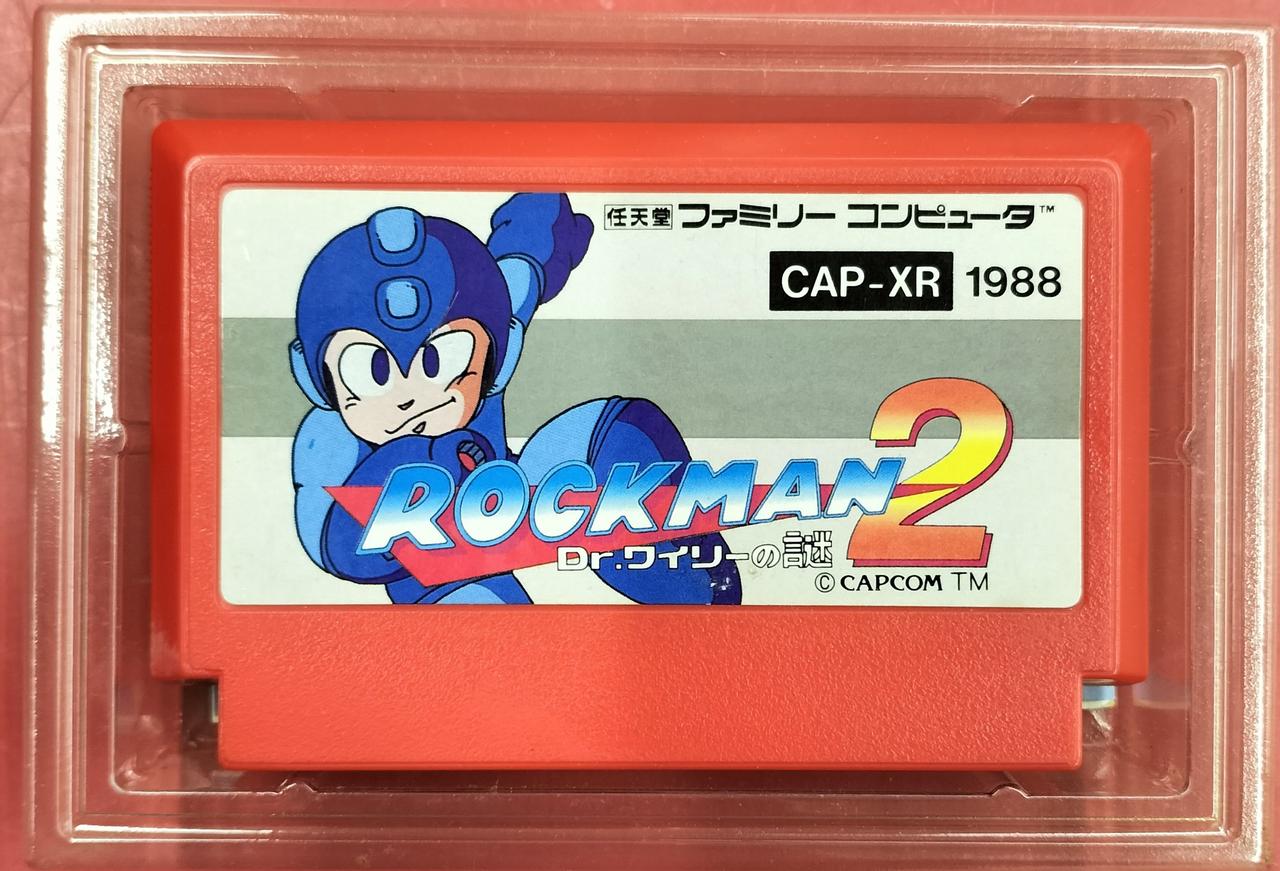 任天堂 ファミリー コンピュータ™
CAP-XR 1988
ROCKMAN 2
Dr.ワイリーの謎
© CAPCOM TM